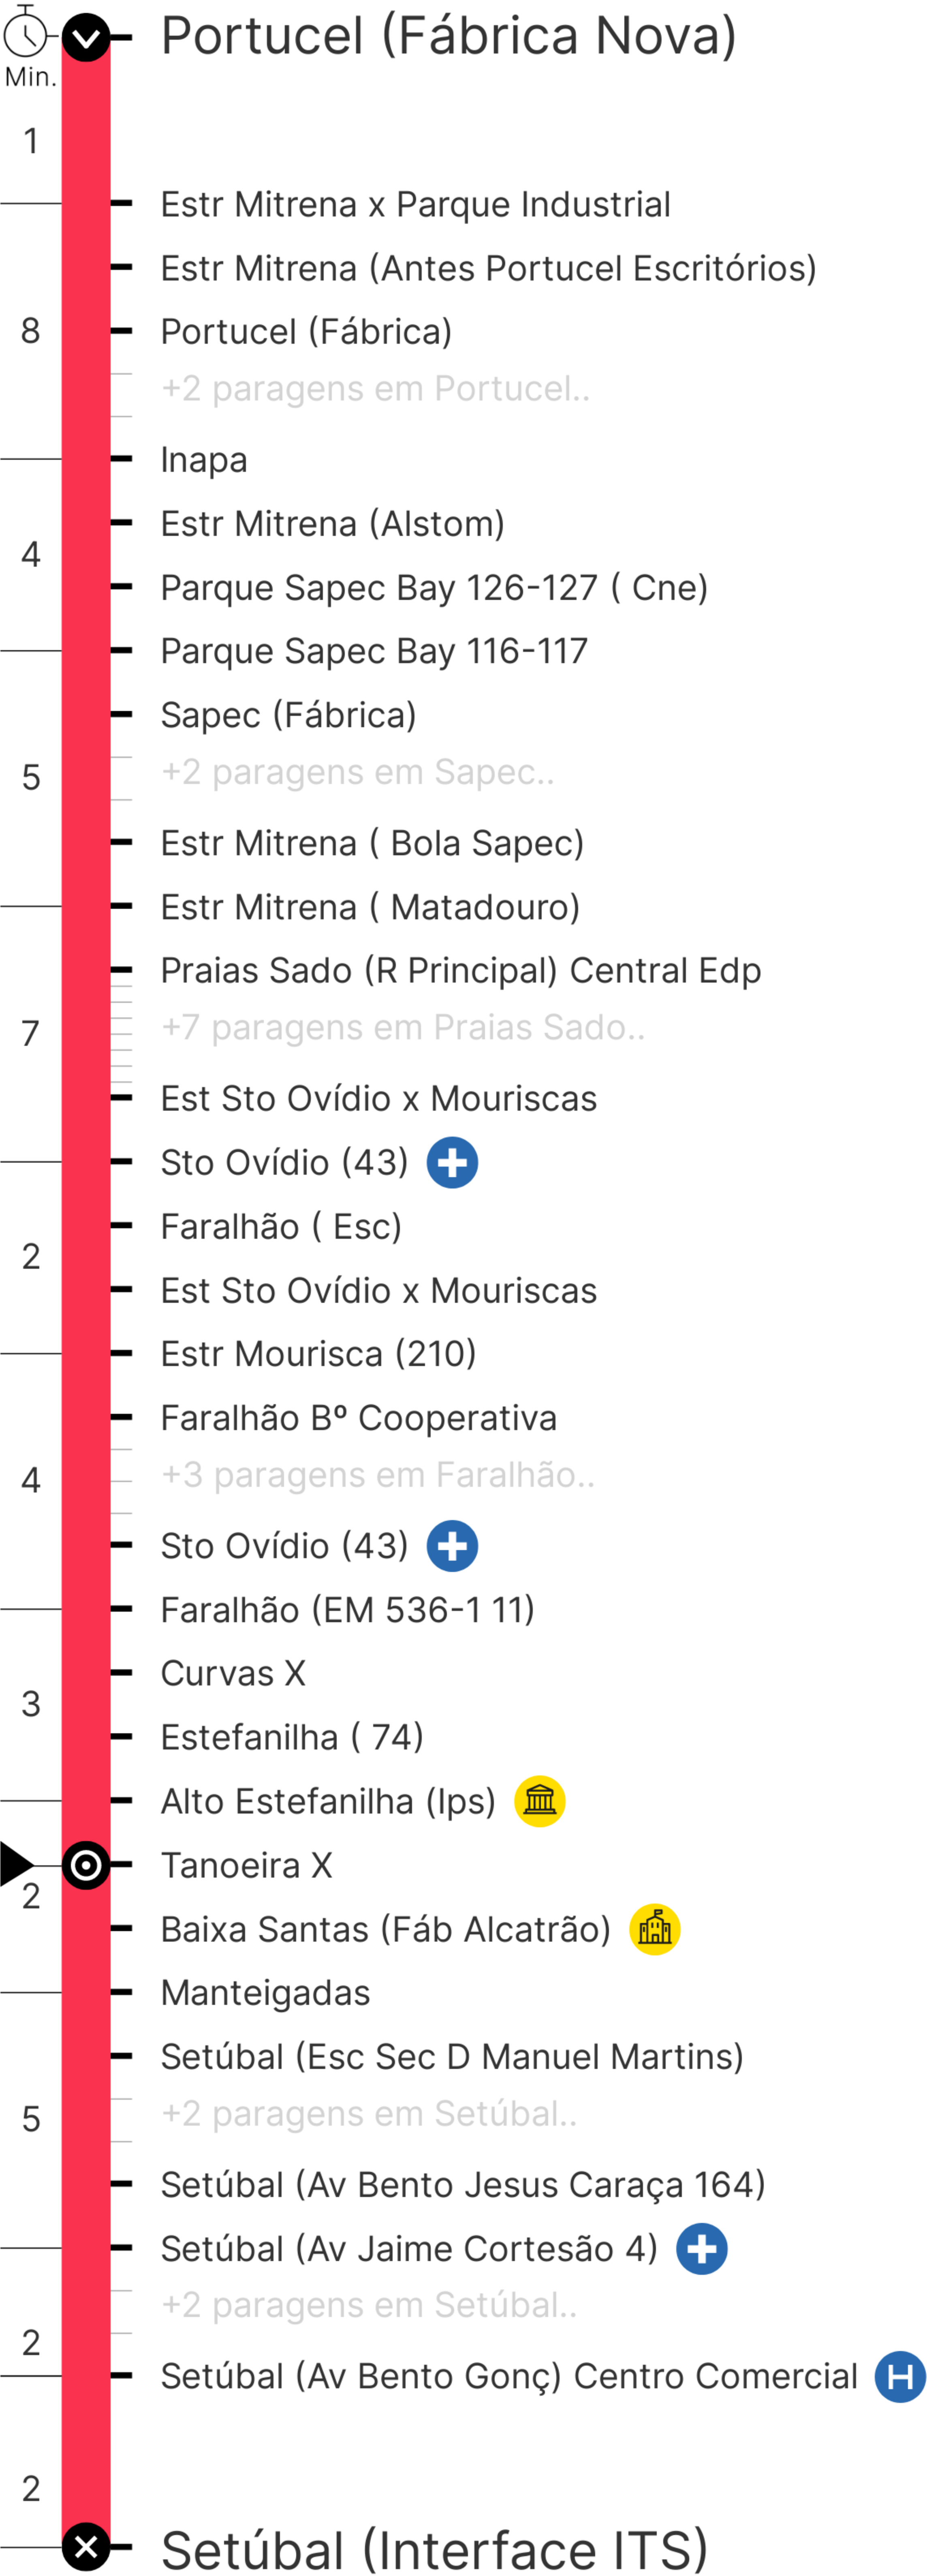 Portucel (Fábrica Nova)
Min.
1
Estr Mitrena x Parque Industrial
Estr Mitrena (Antes Portucel Escritórios)
8
Portucel (Fábrica)
+2 paragens em Portucel..
Inapa
Estr Mitrena (Alstom)
4
Parque Sapec Bay 126-127 ( Cne)
Parque Sapec Bay 116-117
Sapec (Fábrica)
5
+2 paragens em Sapec..
Estr Mitrena ( Bola Sapec)
Estr Mitrena ( Matadouro)
Praias Sado (R Principal) Central Edp
7
+7 paragens em Praias Sado..
Est Sto Ovídio x Mouriscas
Sto Ovídio (43)
Faralhão ( Esc)
2
Est Sto Ovídio x Mouriscas
Estr Mourisca (210)
Faralhão Bº Cooperativa
4
+3 paragens em Faralhão..
Sto Ovídio (43)
Faralhão (EM 536-1 11)
Curvas X
3
Estefanilha ( 74)
Alto Estefanilha (Ips)
Tanoeira X
2
Baixa Santas (Fáb Alcatrão)
Manteigadas
Setúbal (Esc Sec D Manuel Martins)
5
+2 paragens em Setúbal..
Setúbal (Av Bento Jesus Caraça 164)
Setúbal (Av Jaime Cortesão 4)
+2 paragens em Setúbal..
2
Setúbal (Av Bento Gonç) Centro Comercial H
2
Setúbal (Interface ITS)